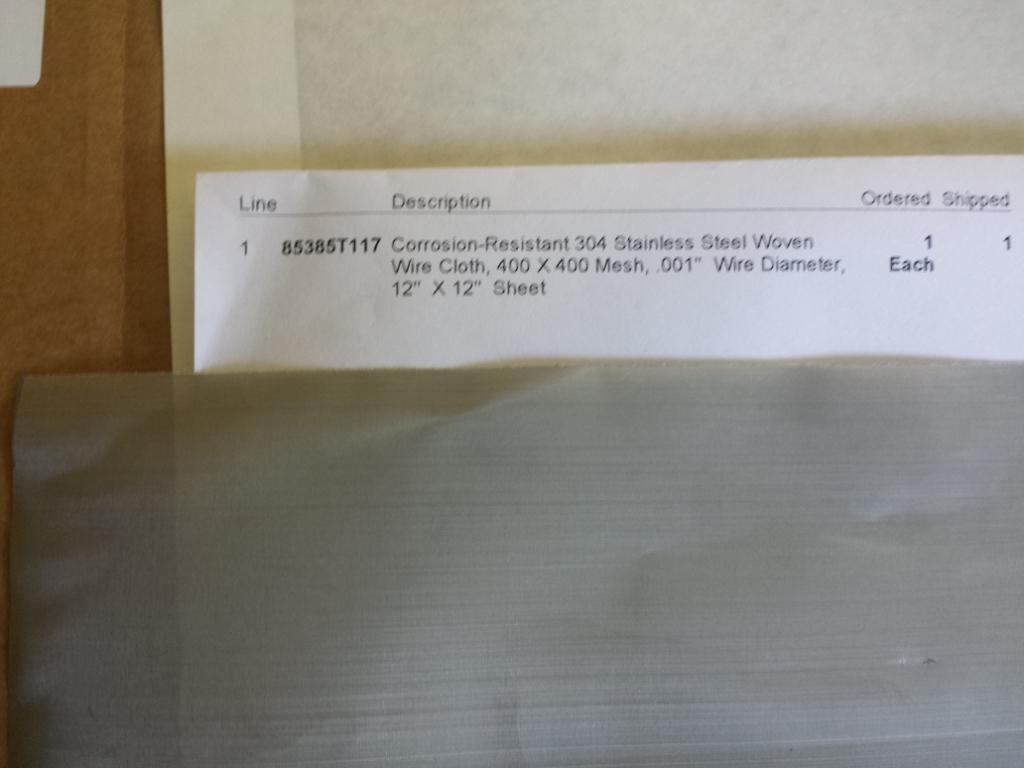 Line Description Ordered Shipped
1 85385T117 Corrosion-Resistant 304 Stainless Steel Woven 1 1
Wire Cloth, 400 X 400 Mesh, .001" Wire Diameter, Each
12" X 12" Sheet